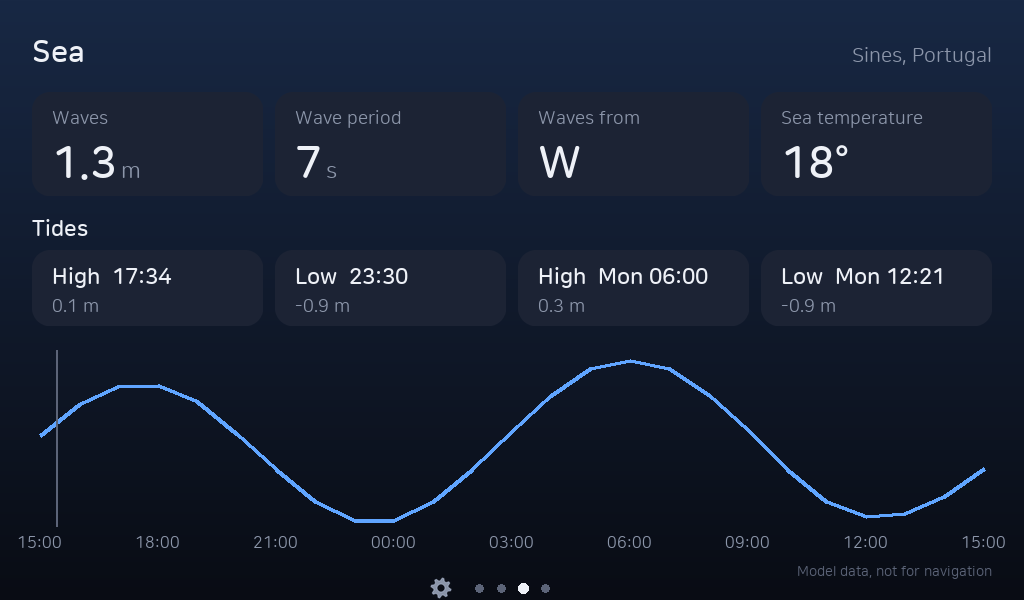 Sea
Sines, Portugal
Waves
1.3 m
Wave period
7 s
Waves from
W
Sea temperature
18°
Tides
High 17:34
0.1 m
Low 23:30
-0.9 m
High Mon 06:00
0.3 m
Low Mon 12:21
-0.9 m
15:00 18:00 21:00 00:00 03:00 06:00 09:00 12:00 15:00
Model data, not for navigation